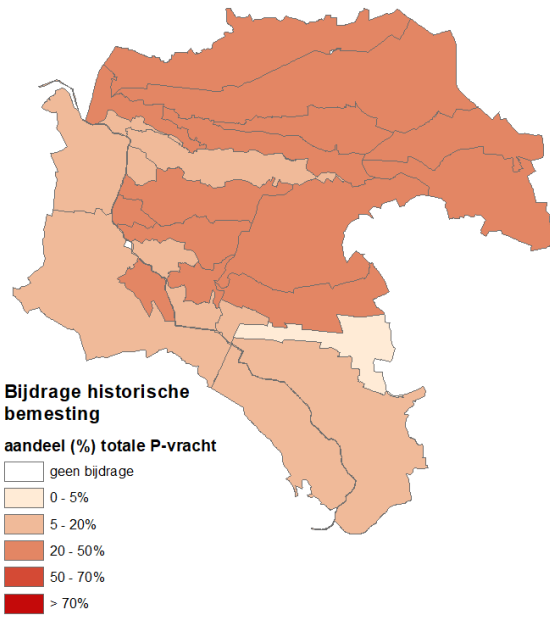 Bijdrage historische
bemesting
aandeel (%) totale P-vracht
geen bijdrage
0 - 5%
5 - 20%
20 - 50%
50 - 70%
> 70%